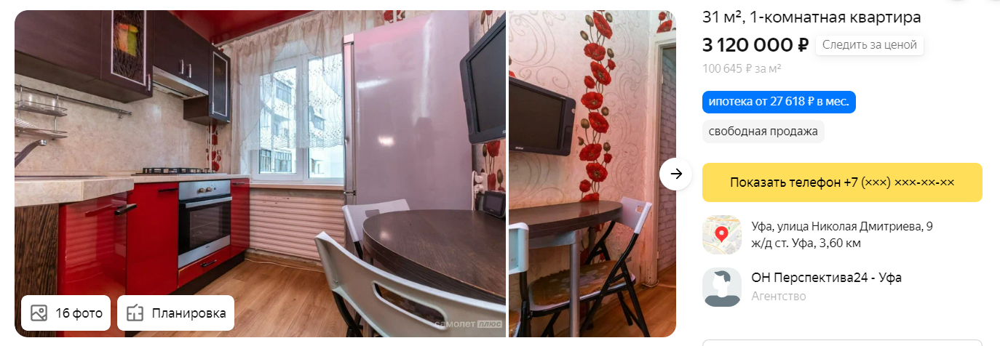 31 м², 1-комнатная квартира
3 120 000 ₽ Следить за ценой
100 645 ₽ за м²
ипотека от 27 618 ₽ в мес.
свободная продажа
Показать телефон +7 (×××) ×××-××-××
Уфа, улица Николая Дмитриева, 9
ж/д ст. Уфа, 3,60 км
ОН Перспектива24 - Уфа
Агентство
16 фото
Планировка
самолет плюс